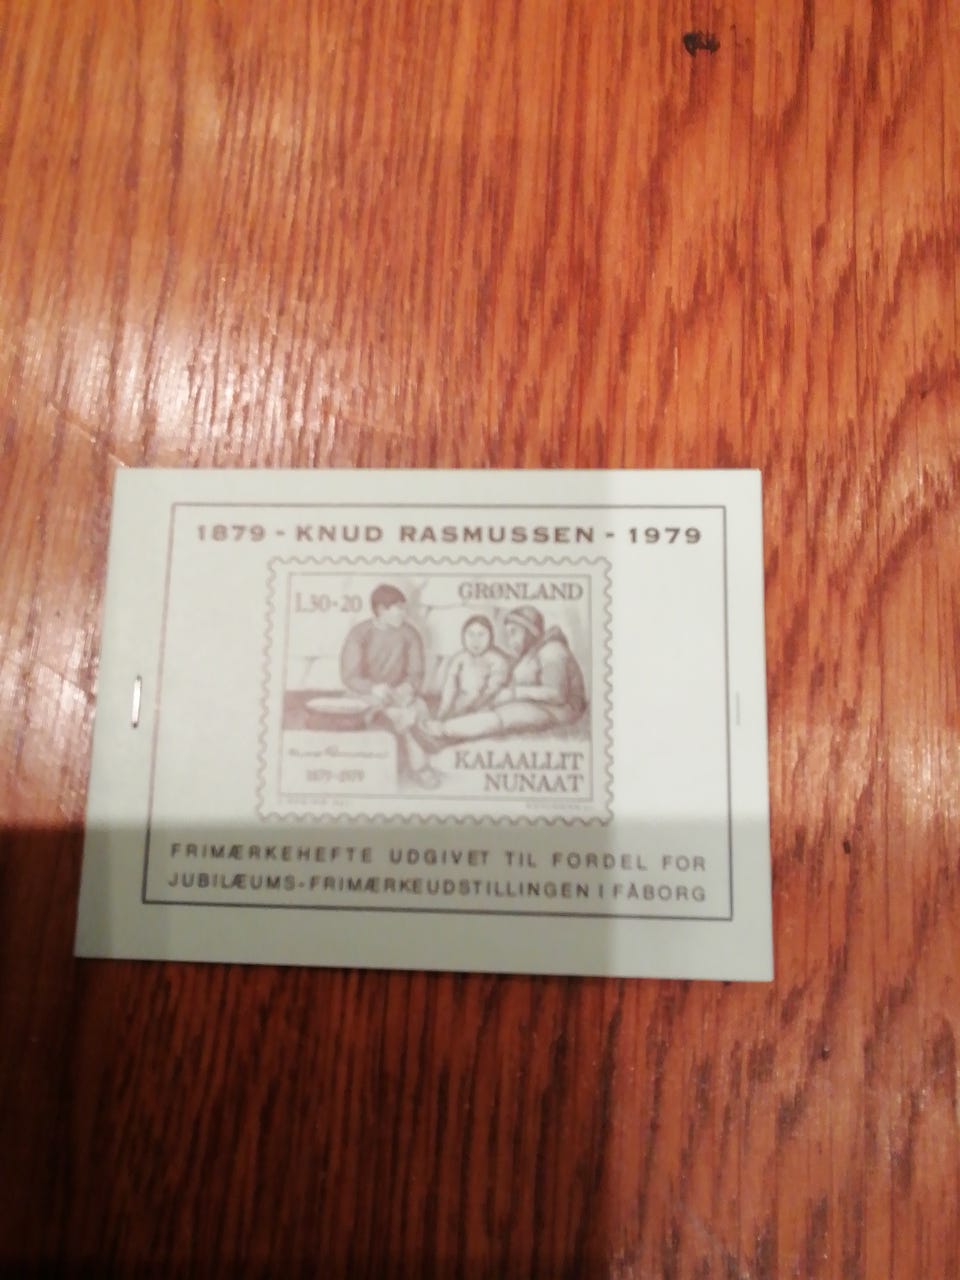 1879 - KNUD RASMUSSEN - 1979
1.30+20
GRØNLAND
KALAALLIT
NUNAAT
1879-1979
FRIMÆRKEHEFTE UDGIVET TIL FORDEL FOR
JUBILÆUMS-FRIMÆRKEUDSTILLINGEN I FÅBORG